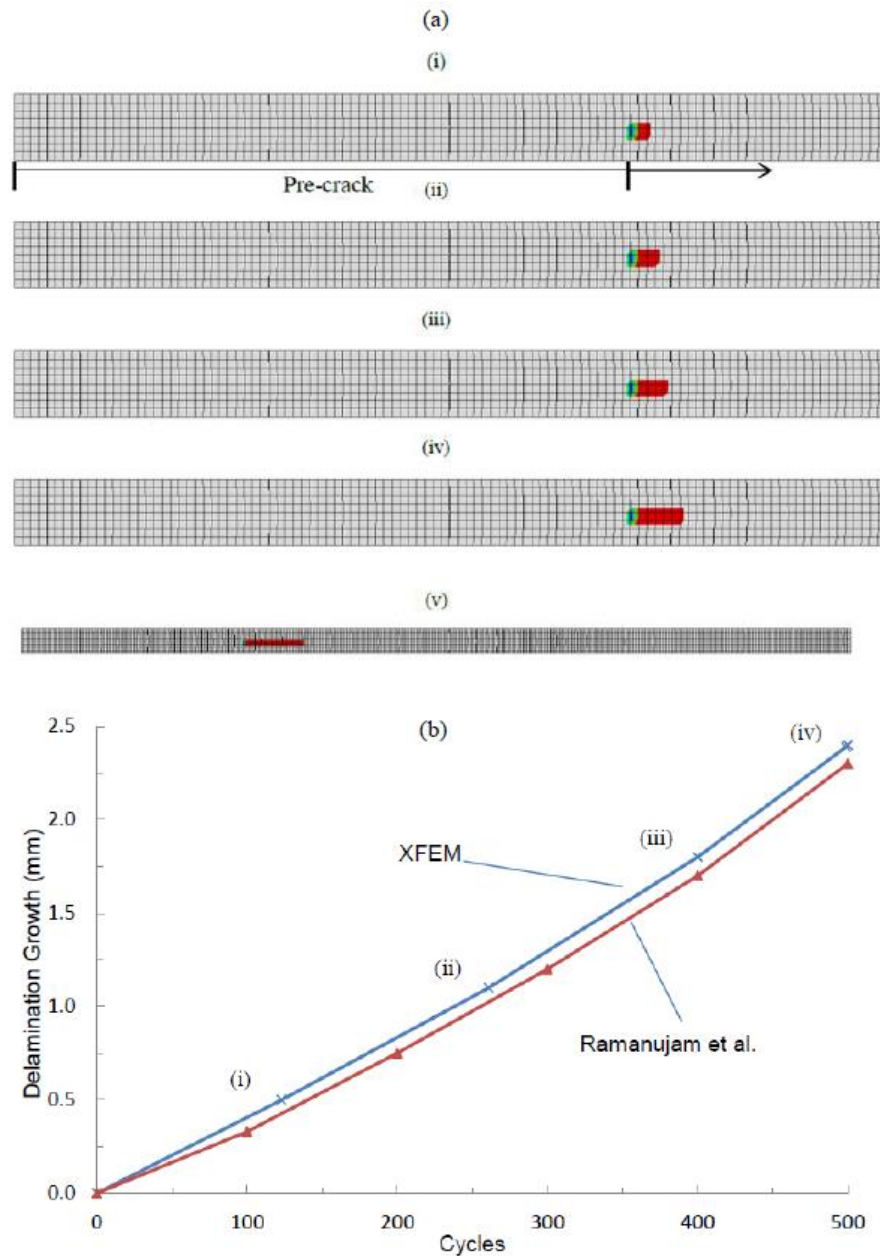 (a)
(i)
Pre-crack
(ii)
(iii)
(iv)
(v)
(b)
2.5
2.0
1.5
1.0
0.5
0.0
Delamination Growth (mm)
(i)
(ii)
(iii)
(iv)
XFEM
Ramanujam et al.
0 100 200 300 400 500
Cycles